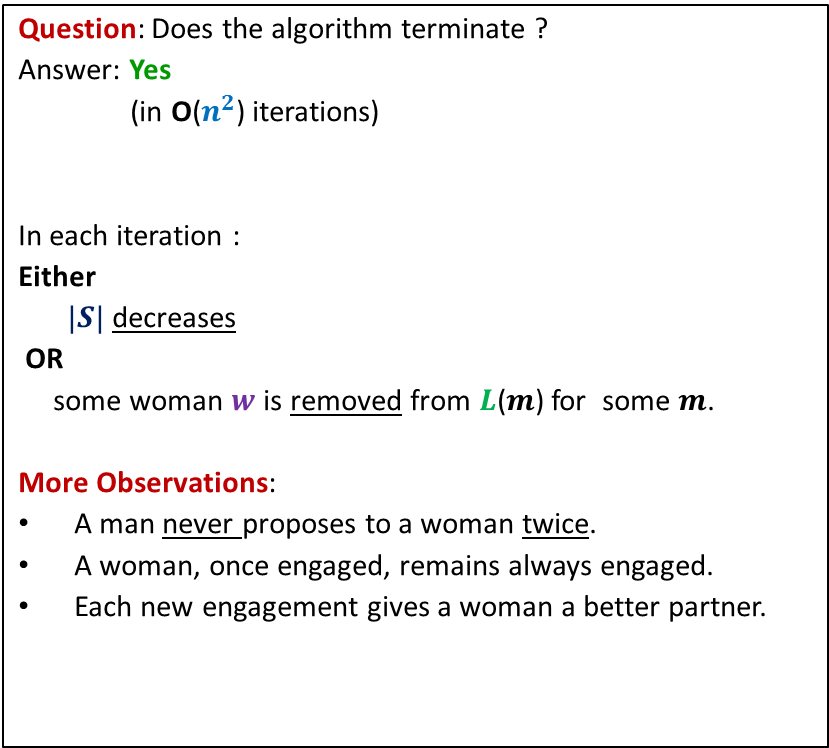 Question: Does the algorithm terminate ?
Answer: Yes
(in O(n²) iterations)
In each iteration :
Either
|S| decreases
OR
some woman w is removed from L(m) for some m.
More Observations:
• A man never proposes to a woman twice.
• A woman, once engaged, remains always engaged.
• Each new engagement gives a woman a better partner.